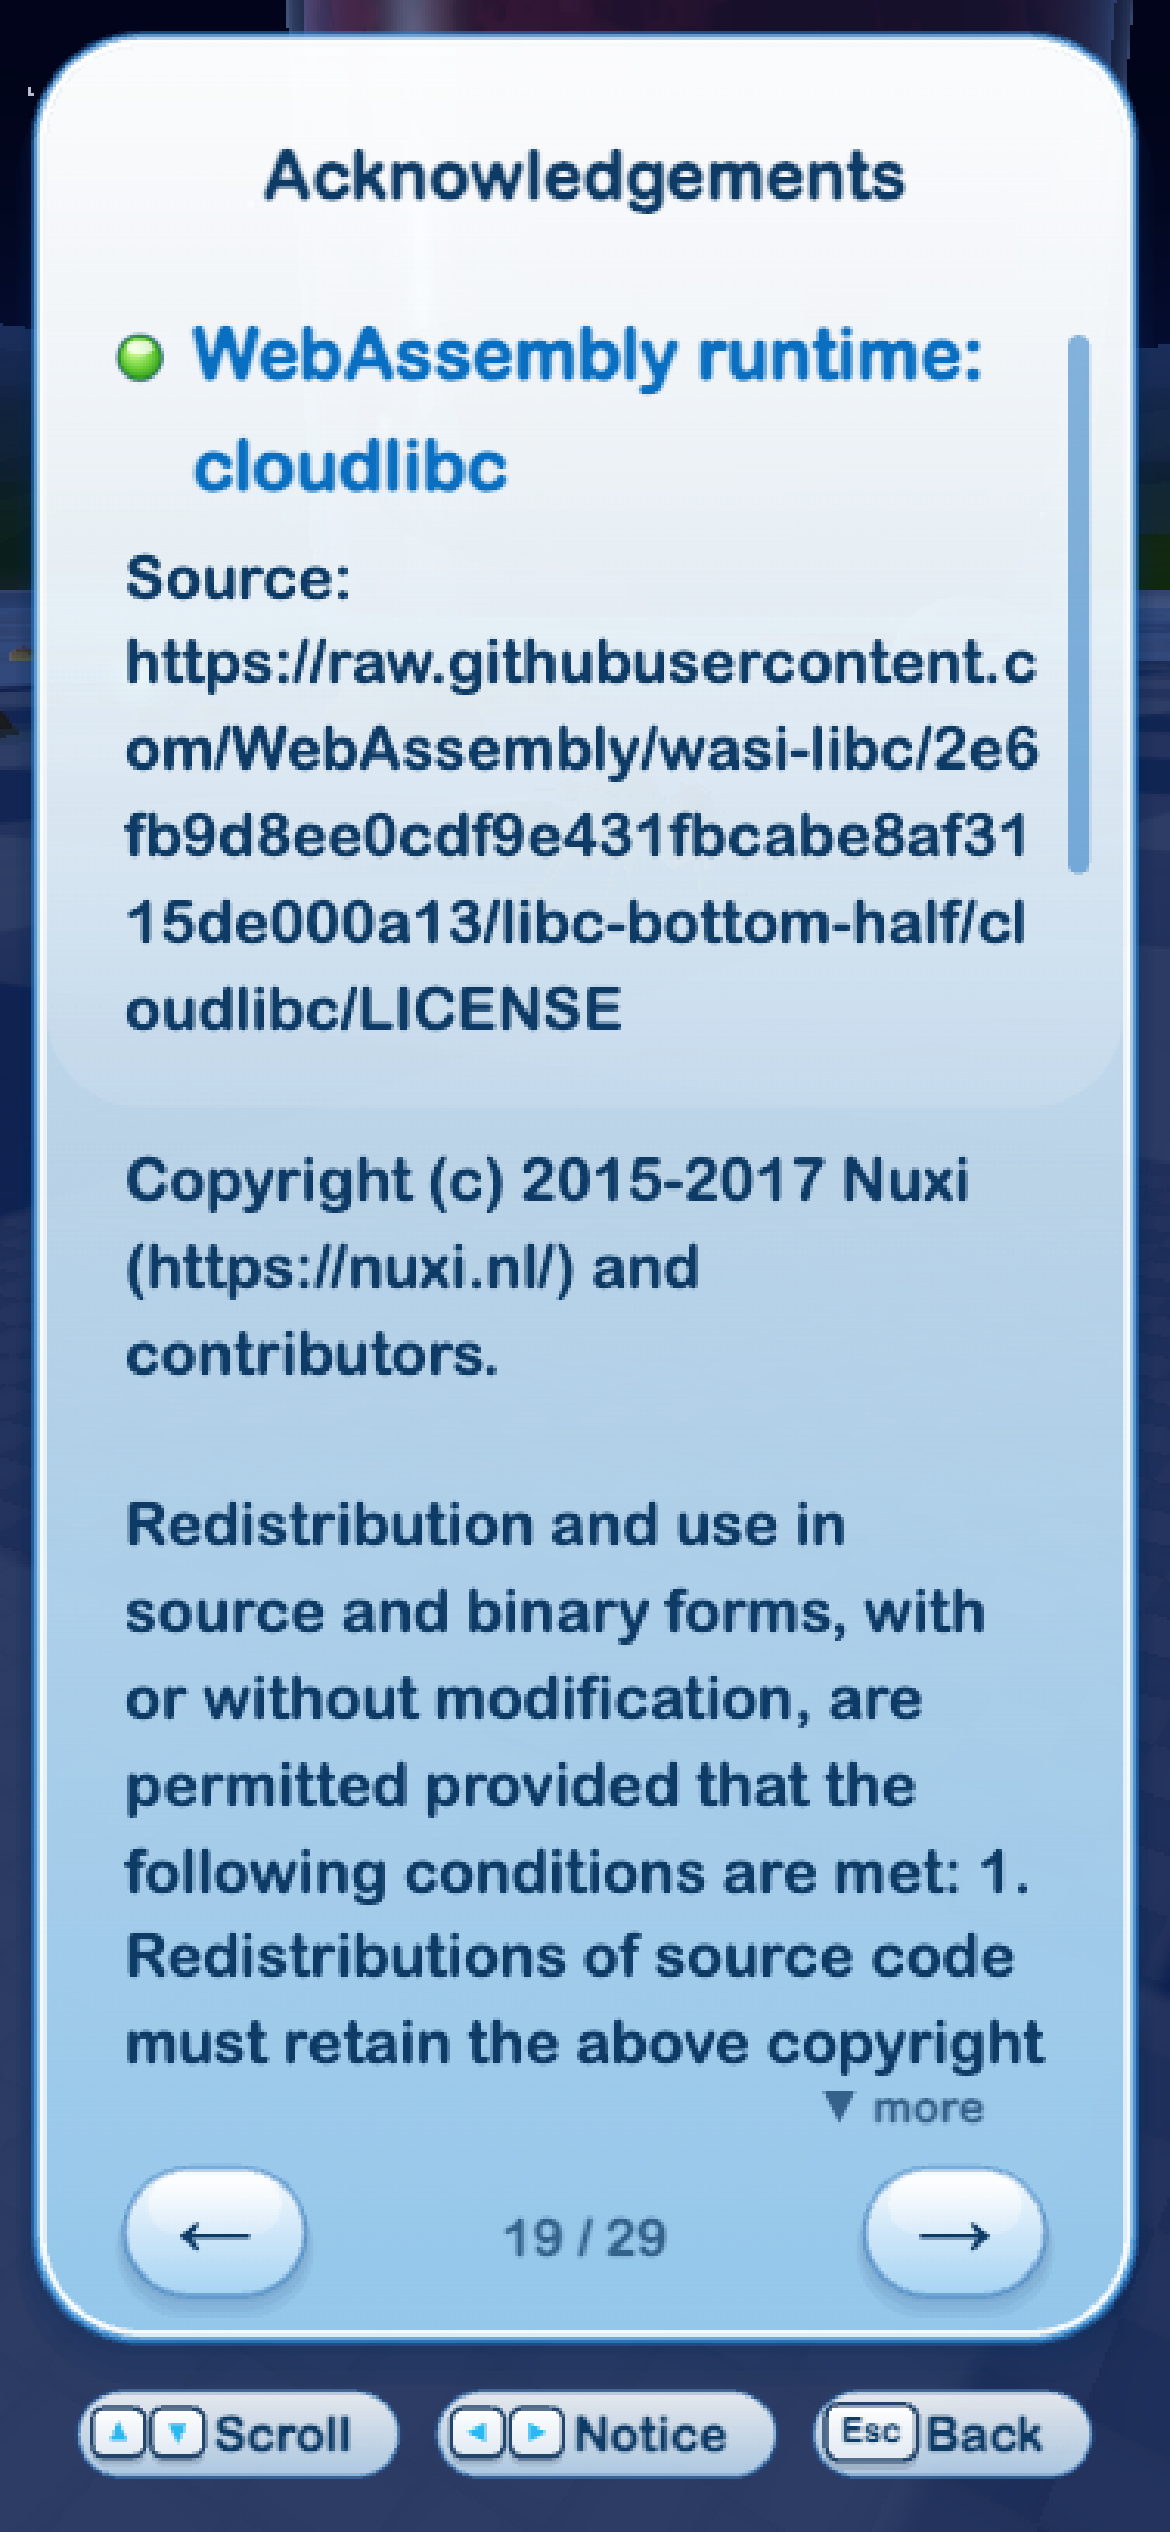 Acknowledgements
WebAssembly runtime:
cloudlibc
Source:
https://raw.githubusercontent.c
om/WebAssembly/wasi-libc/2e6
fb9d8ee0cdf9e431fbcabe8af31
15de000a13/libc-bottom-half/cl
oudlibc/LICENSE
Copyright (c) 2015-2017 Nuxi
(https://nuxi.nl/) and
contributors.
Redistribution and use in
source and binary forms, with
or without modification, are
permitted provided that the
following conditions are met: 1.
Redistributions of source code
must retain the above copyright
▼ more
← 19 / 29 →
▲ ▼ Scroll ◀ ▶ Notice Esc Back